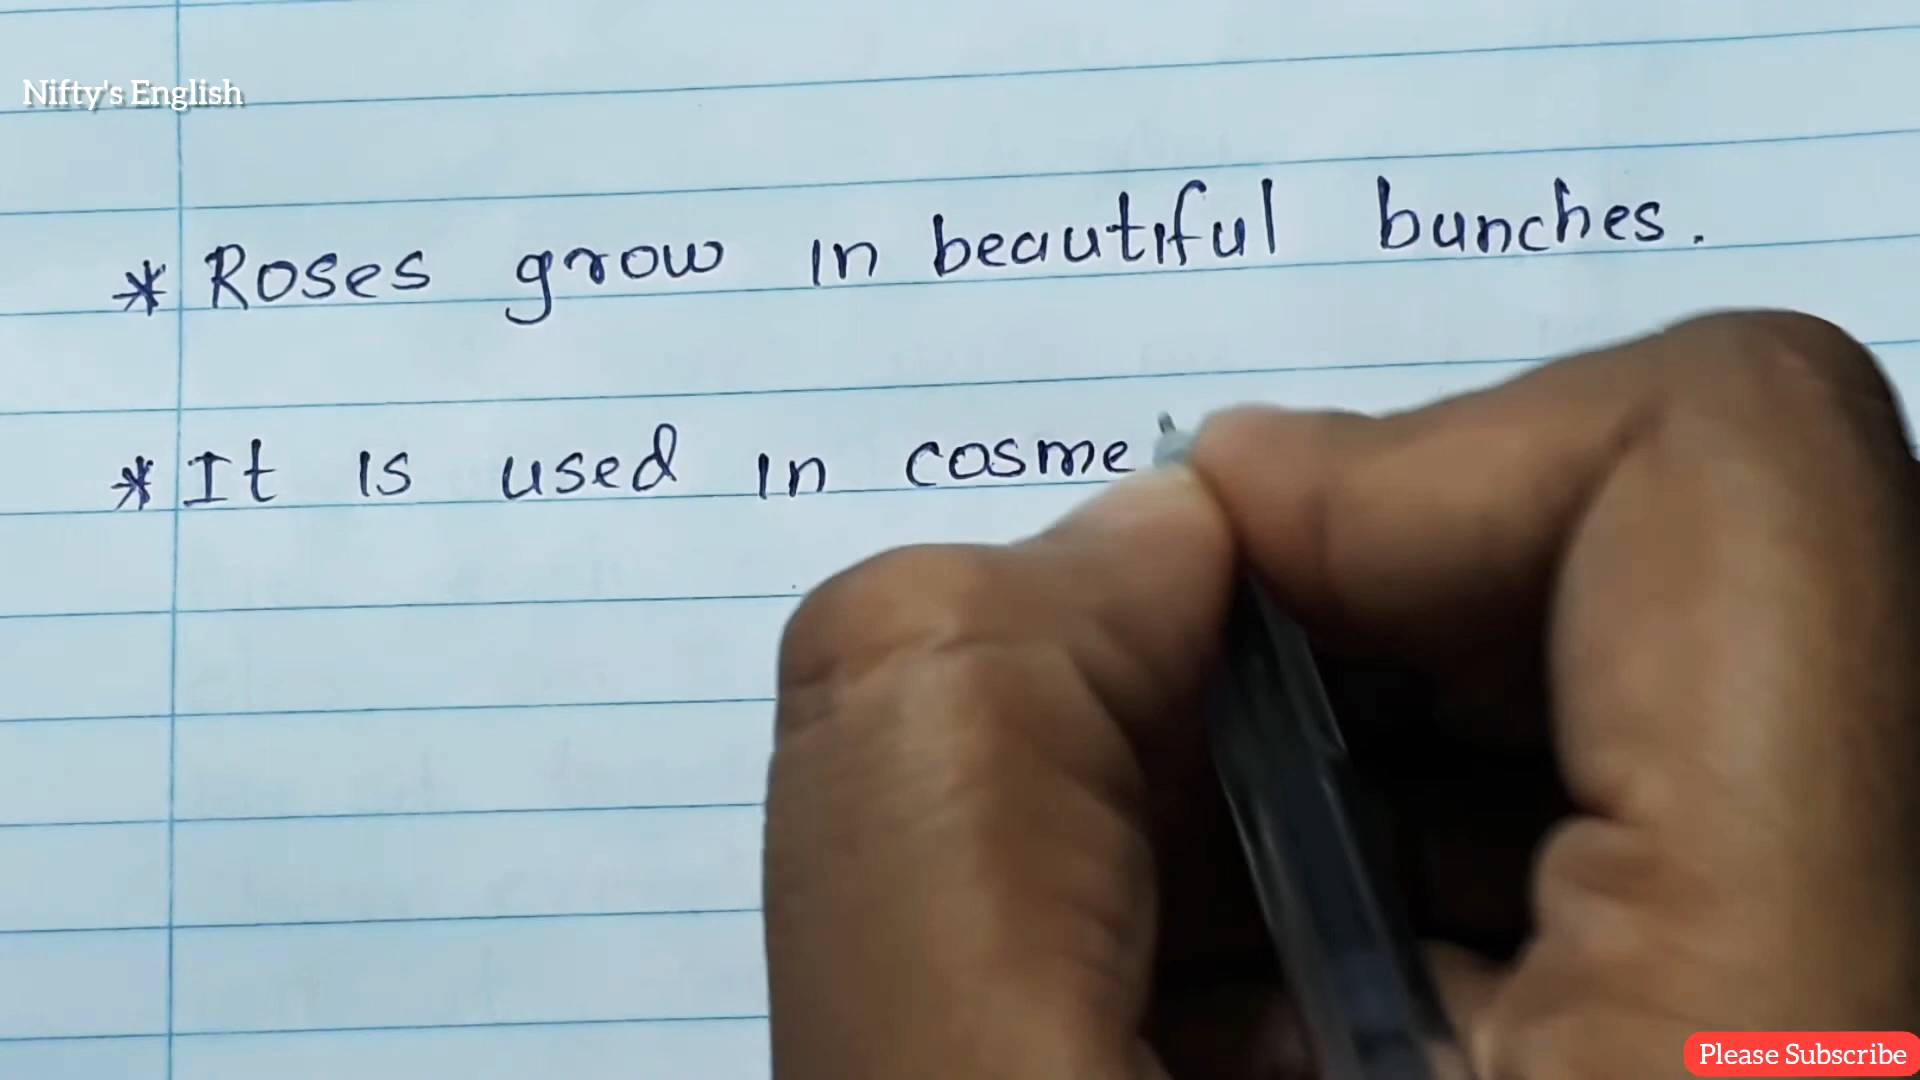 Nifty's English
* Roses grow in beautiful bunches.
* It is used in cosme
Please Subscribe